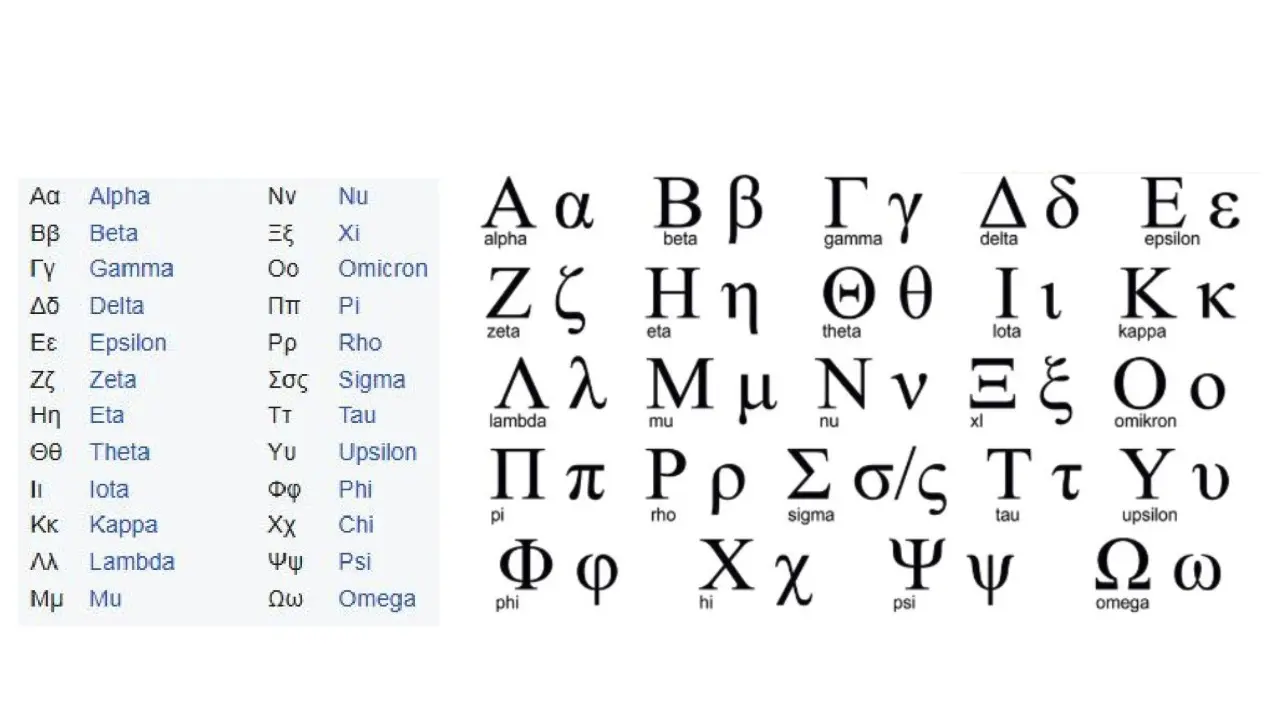 Αα Alpha Νν Nu
Ββ Beta Ξξ Xi
Γγ Gamma Οο Omicron
Δδ Delta Ππ Pi
Εε Epsilon Ρρ Rho
Ζζ Zeta Σσς Sigma
Ηη Eta Ττ Tau
Θθ Theta Υυ Upsilon
Ιι Iota Φφ Phi
Κκ Kappa Χχ Chi
Λλ Lambda Ψψ Psi
Μμ Mu Ωω Omega
Α α Β β Γ γ Δ δ Ε ε
alpha beta gamma delta epsilon
Ζ ζ Η η Θ θ Ι ι Κ κ
zeta eta theta Iota kappa
Λ λ Μ μ Ν ν Ξ ξ Ο ο
lambda mu nu xl omikron
Π π Ρ ρ Σ σ/ς Τ τ Υ υ
pi rho sigma tau upsilon
Φ φ Χ χ Ψ ψ Ω ω
phi hi psi omega